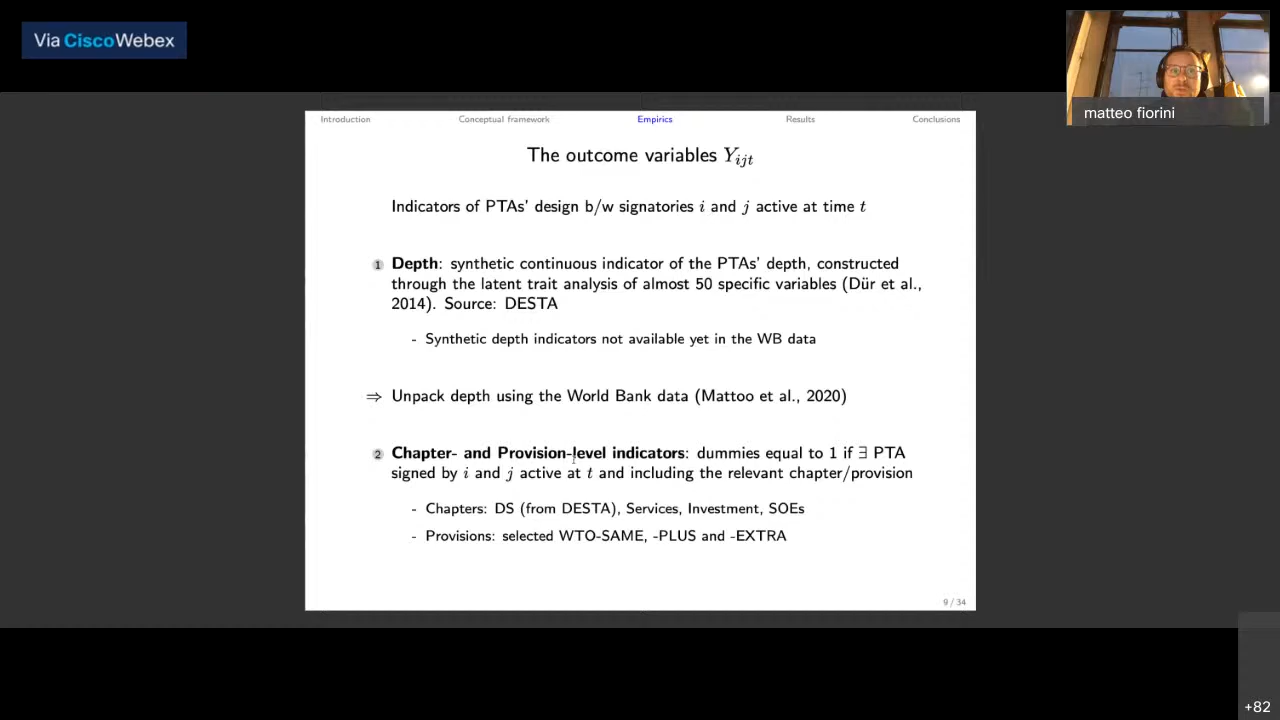 Via Cisco Webex
matteo fiorini
Introduction Conceptual framework Empirics Results Conclusions
The outcome variables Y_{ijt}
Indicators of PTAs' design b/w signatories i and j active at time t
1 Depth: synthetic continuous indicator of the PTAs' depth, constructed
through the latent trait analysis of almost 50 specific variables (Dür et al.,
2014). Source: DESTA
- Synthetic depth indicators not available yet in the WB data
⇒ Unpack depth using the World Bank data (Mattoo et al., 2020)
2 Chapter- and Provision-level indicators: dummies equal to 1 if ∃ PTA
signed by i and j active at t and including the relevant chapter/provision
- Chapters: DS (from DESTA), Services, Investment, SOEs
- Provisions: selected WTO-SAME, -PLUS and -EXTRA
9 / 34
+82